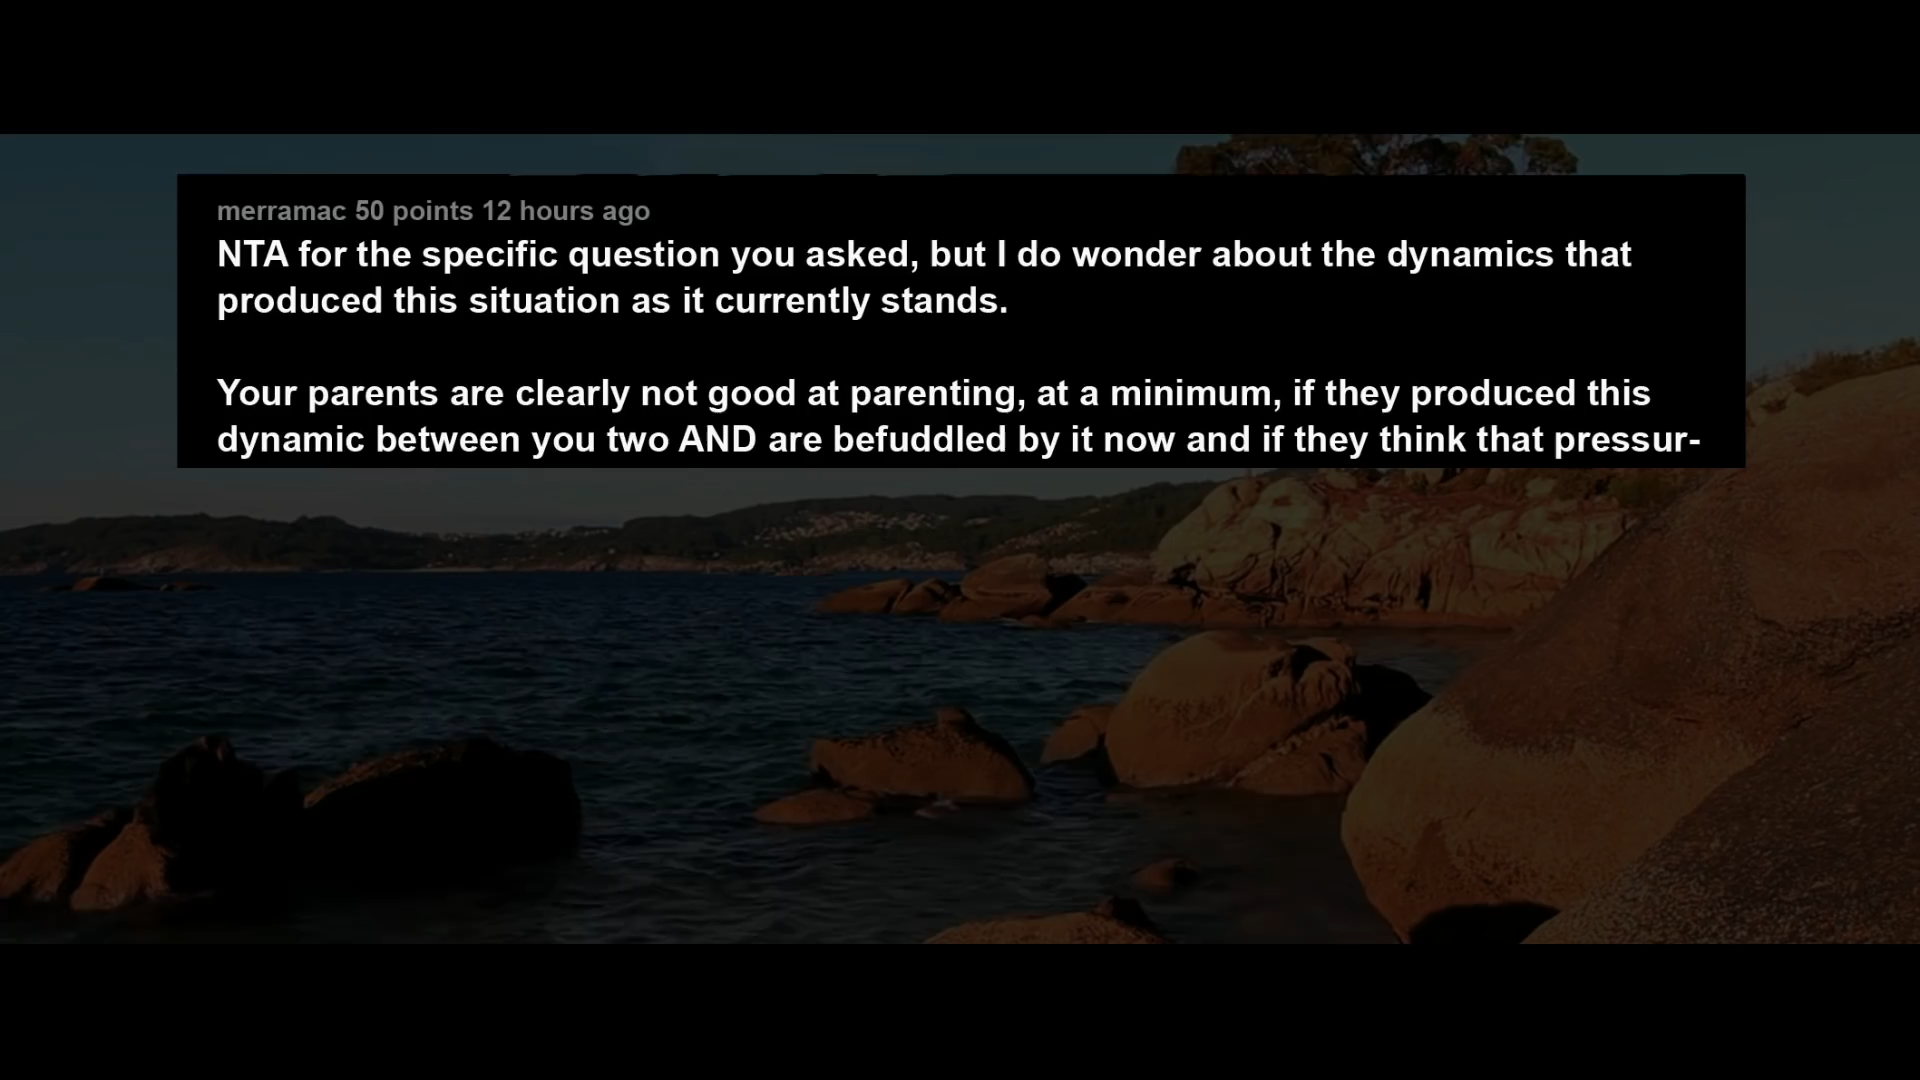 merramac 50 points 12 hours ago
NTA for the specific question you asked, but I do wonder about the dynamics that
produced this situation as it currently stands.
Your parents are clearly not good at parenting, at a minimum, if they produced this
dynamic between you two AND are befuddled by it now and if they think that pressur-